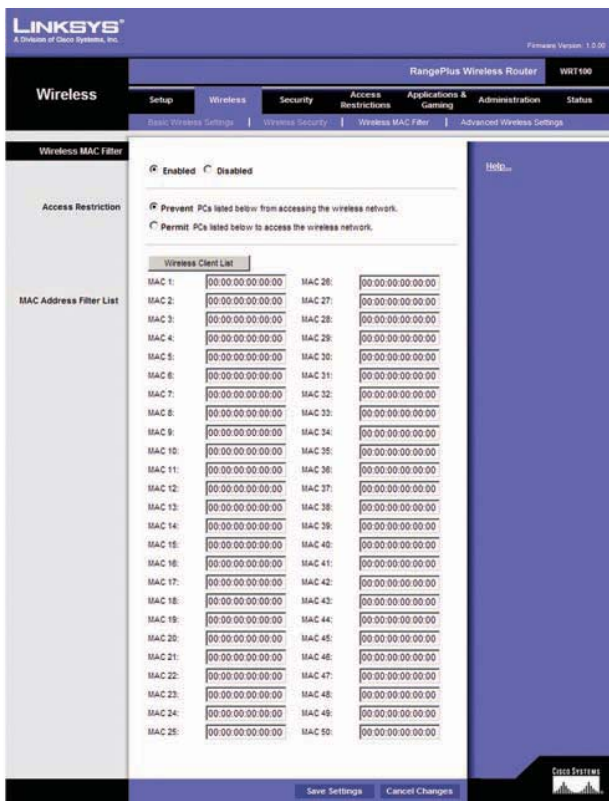 LINKSYS®
A Division of Cisco Systems, Inc.
Firmware Version: 1.0.00
RangePlus Wireless Router WRT100
Wireless
Setup Wireless Security Access Restrictions Applications & Gaming Administration Status
Basic Wireless Settings | Wireless Security | Wireless MAC Filter | Advanced Wireless Settings
Wireless MAC Filter
Enabled Disabled
Help...
Access Restriction
Prevent PCs listed below from accessing the wireless network.
Permit PCs listed below to access the wireless network.
Wireless Client List
MAC Address Filter List
MAC 1: 00:00:00:00:00:00 MAC 26: 00:00:00:00:00:00
MAC 2: 00:00:00:00:00:00 MAC 27: 00:00:00:00:00:00
MAC 3: 00:00:00:00:00:00 MAC 28: 00:00:00:00:00:00
MAC 4: 00:00:00:00:00:00 MAC 29: 00:00:00:00:00:00
MAC 5: 00:00:00:00:00:00 MAC 30: 00:00:00:00:00:00
MAC 6: 00:00:00:00:00:00 MAC 31: 00:00:00:00:00:00
MAC 7: 00:00:00:00:00:00 MAC 32: 00:00:00:00:00:00
MAC 8: 00:00:00:00:00:00 MAC 33: 00:00:00:00:00:00
MAC 9: 00:00:00:00:00:00 MAC 34: 00:00:00:00:00:00
MAC 10: 00:00:00:00:00:00 MAC 35: 00:00:00:00:00:00
MAC 11: 00:00:00:00:00:00 MAC 36: 00:00:00:00:00:00
MAC 12: 00:00:00:00:00:00 MAC 37: 00:00:00:00:00:00
MAC 13: 00:00:00:00:00:00 MAC 38: 00:00:00:00:00:00
MAC 14: 00:00:00:00:00:00 MAC 39: 00:00:00:00:00:00
MAC 15: 00:00:00:00:00:00 MAC 40: 00:00:00:00:00:00
MAC 16: 00:00:00:00:00:00 MAC 41: 00:00:00:00:00:00
MAC 17: 00:00:00:00:00:00 MAC 42: 00:00:00:00:00:00
MAC 18: 00:00:00:00:00:00 MAC 43: 00:00:00:00:00:00
MAC 19: 00:00:00:00:00:00 MAC 44: 00:00:00:00:00:00
MAC 20: 00:00:00:00:00:00 MAC 45: 00:00:00:00:00:00
MAC 21: 00:00:00:00:00:00 MAC 46: 00:00:00:00:00:00
MAC 22: 00:00:00:00:00:00 MAC 47: 00:00:00:00:00:00
MAC 23: 00:00:00:00:00:00 MAC 48: 00:00:00:00:00:00
MAC 24: 00:00:00:00:00:00 MAC 49: 00:00:00:00:00:00
MAC 25: 00:00:00:00:00:00 MAC 50: 00:00:00:00:00:00
Save Settings Cancel Changes
CISCO SYSTEMS